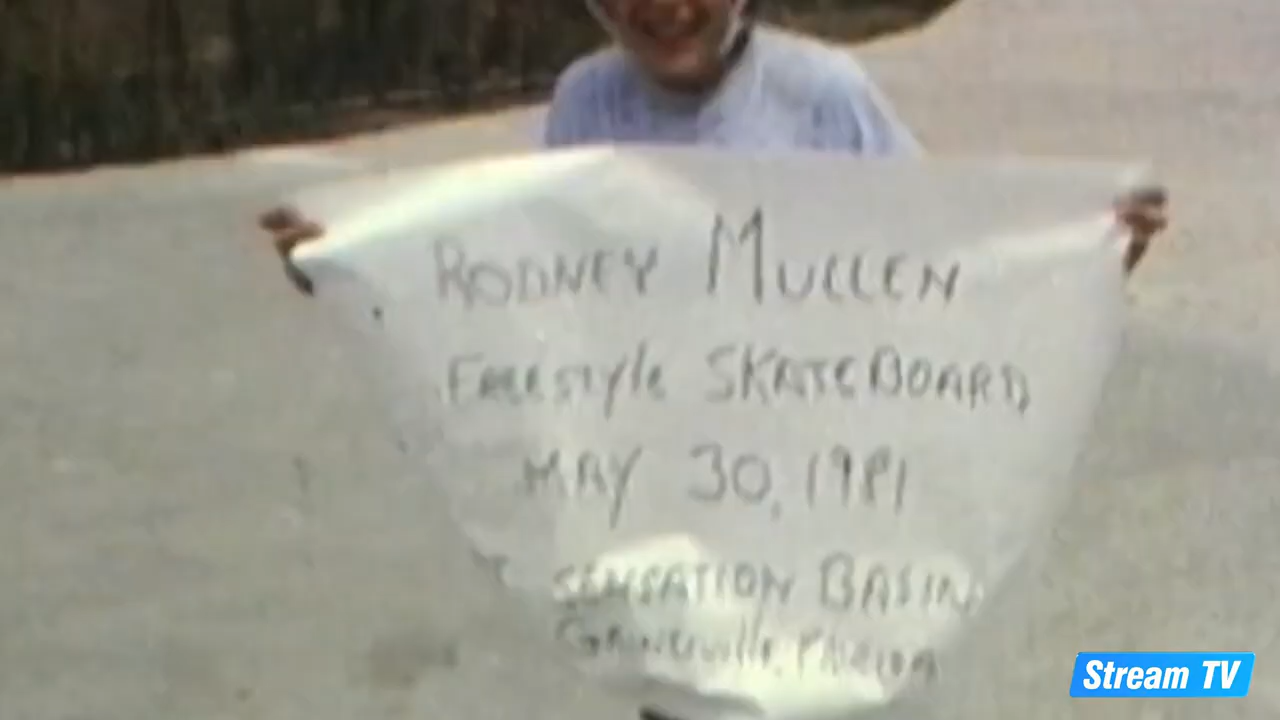 RODNEY MULLEN
FREEstylE SKATEBOARD
MAY 30, 1981
SENSATION BASIN
Stream TV